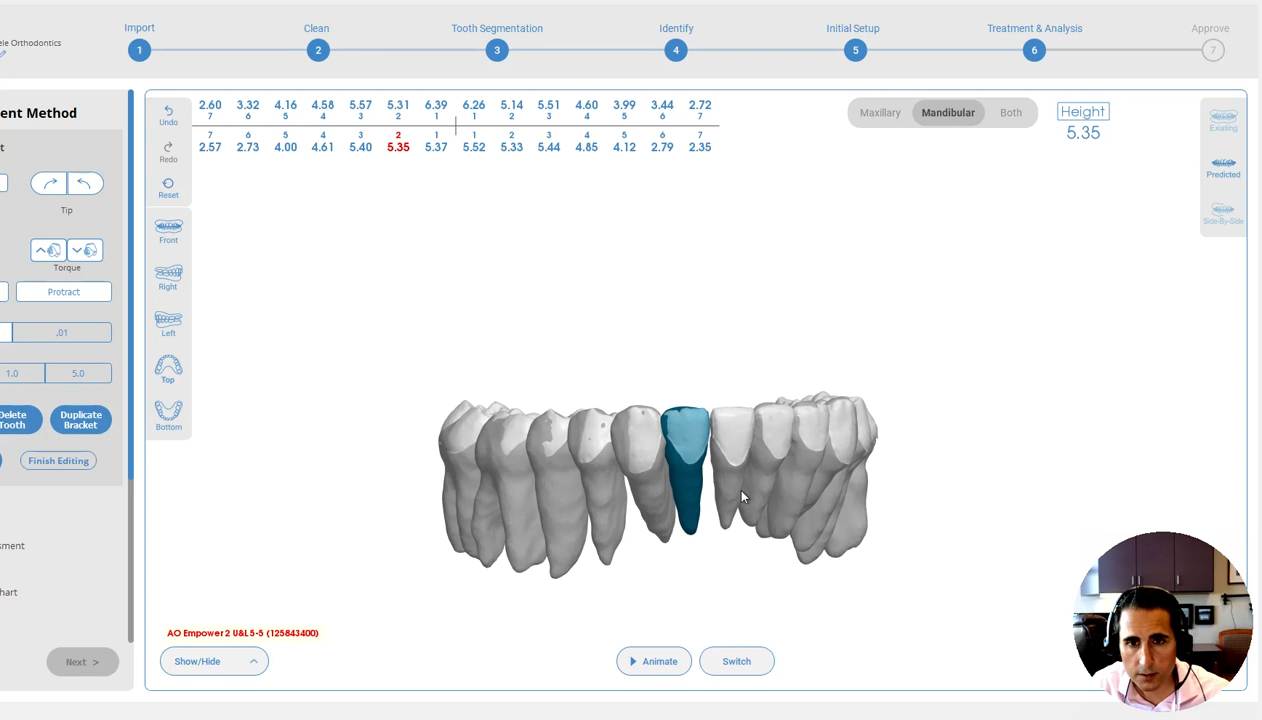 Import
Clean
Tooth Segmentation
Identify
Initial Setup
Treatment & Analysis
Approve
1
2
3
4
5
6
7
ele Orthodontics
ent Method
t
Tip
Torque
Protract
.01
1.0
5.0
Delete Tooth
Duplicate Bracket
Finish Editing
sment
hart
Next >
Undo
Redo
Reset
Front
Right
Left
Top
Bottom
2.60 3.32 4.16 4.58 5.57 5.31 6.39 6.26 5.14 5.51 4.60 3.99 3.44 2.72
7 6 5 4 3 2 1 1 2 3 4 5 6 7
7 6 5 4 3 2 1 1 2 3 4 5 6 7
2.57 2.73 4.00 4.61 5.40 5.35 5.37 5.52 5.33 5.44 4.85 4.12 2.79 2.35
Maxillary
Mandibular
Both
Height
5.35
Existing
Predicted
Side-By-Side
AO Empower 2 U&L 5-5 (125843400)
Show/Hide
Animate
Switch